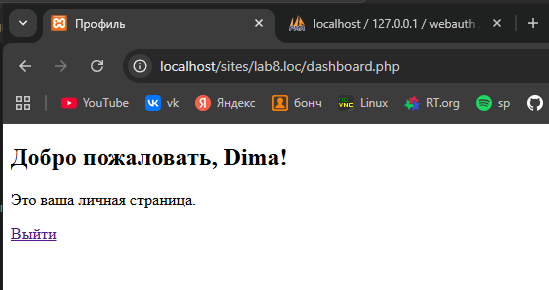 Профиль
localhost / 127.0.0.1 / webauth
localhost/sites/lab8.loc/dashboard.php
YouTube vk Яндекс бонч Linux RT.org sp
Добро пожаловать, Dima!
Это ваша личная страница.
Выйти